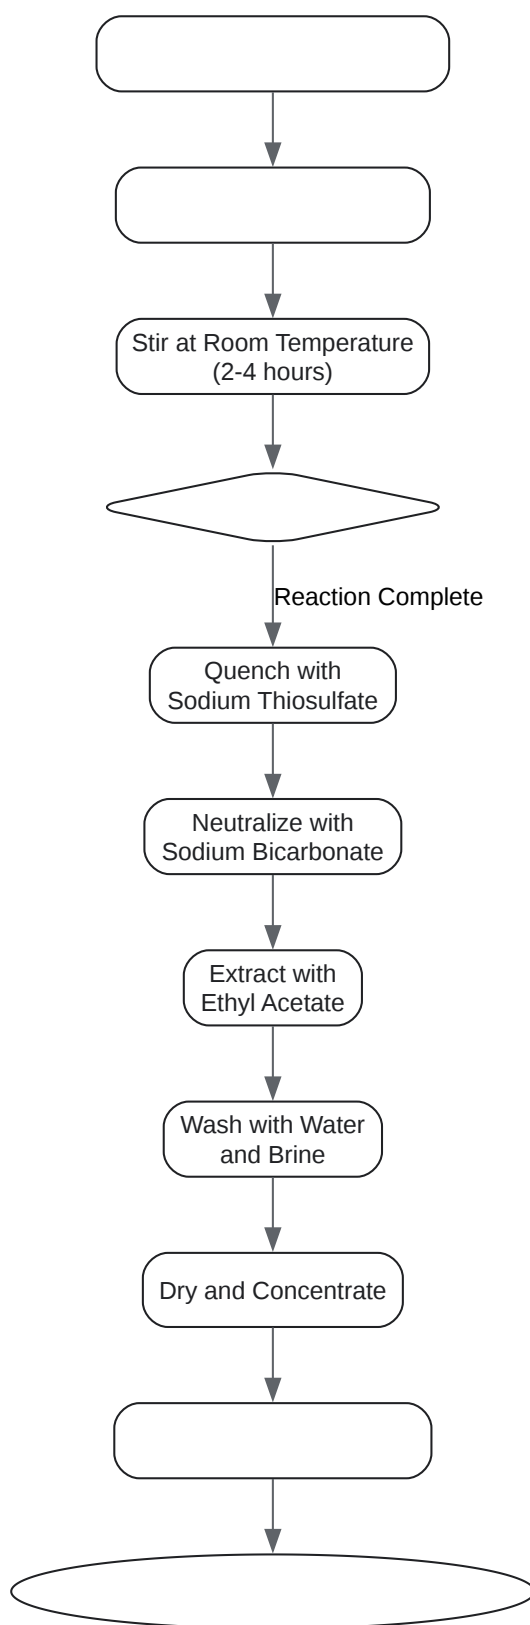 Stir at Room Temperature
(2-4 hours)
Reaction Complete
Quench with
Sodium Thiosulfate
Neutralize with
Sodium Bicarbonate
Extract with
Ethyl Acetate
Wash with Water
and Brine
Dry and Concentrate